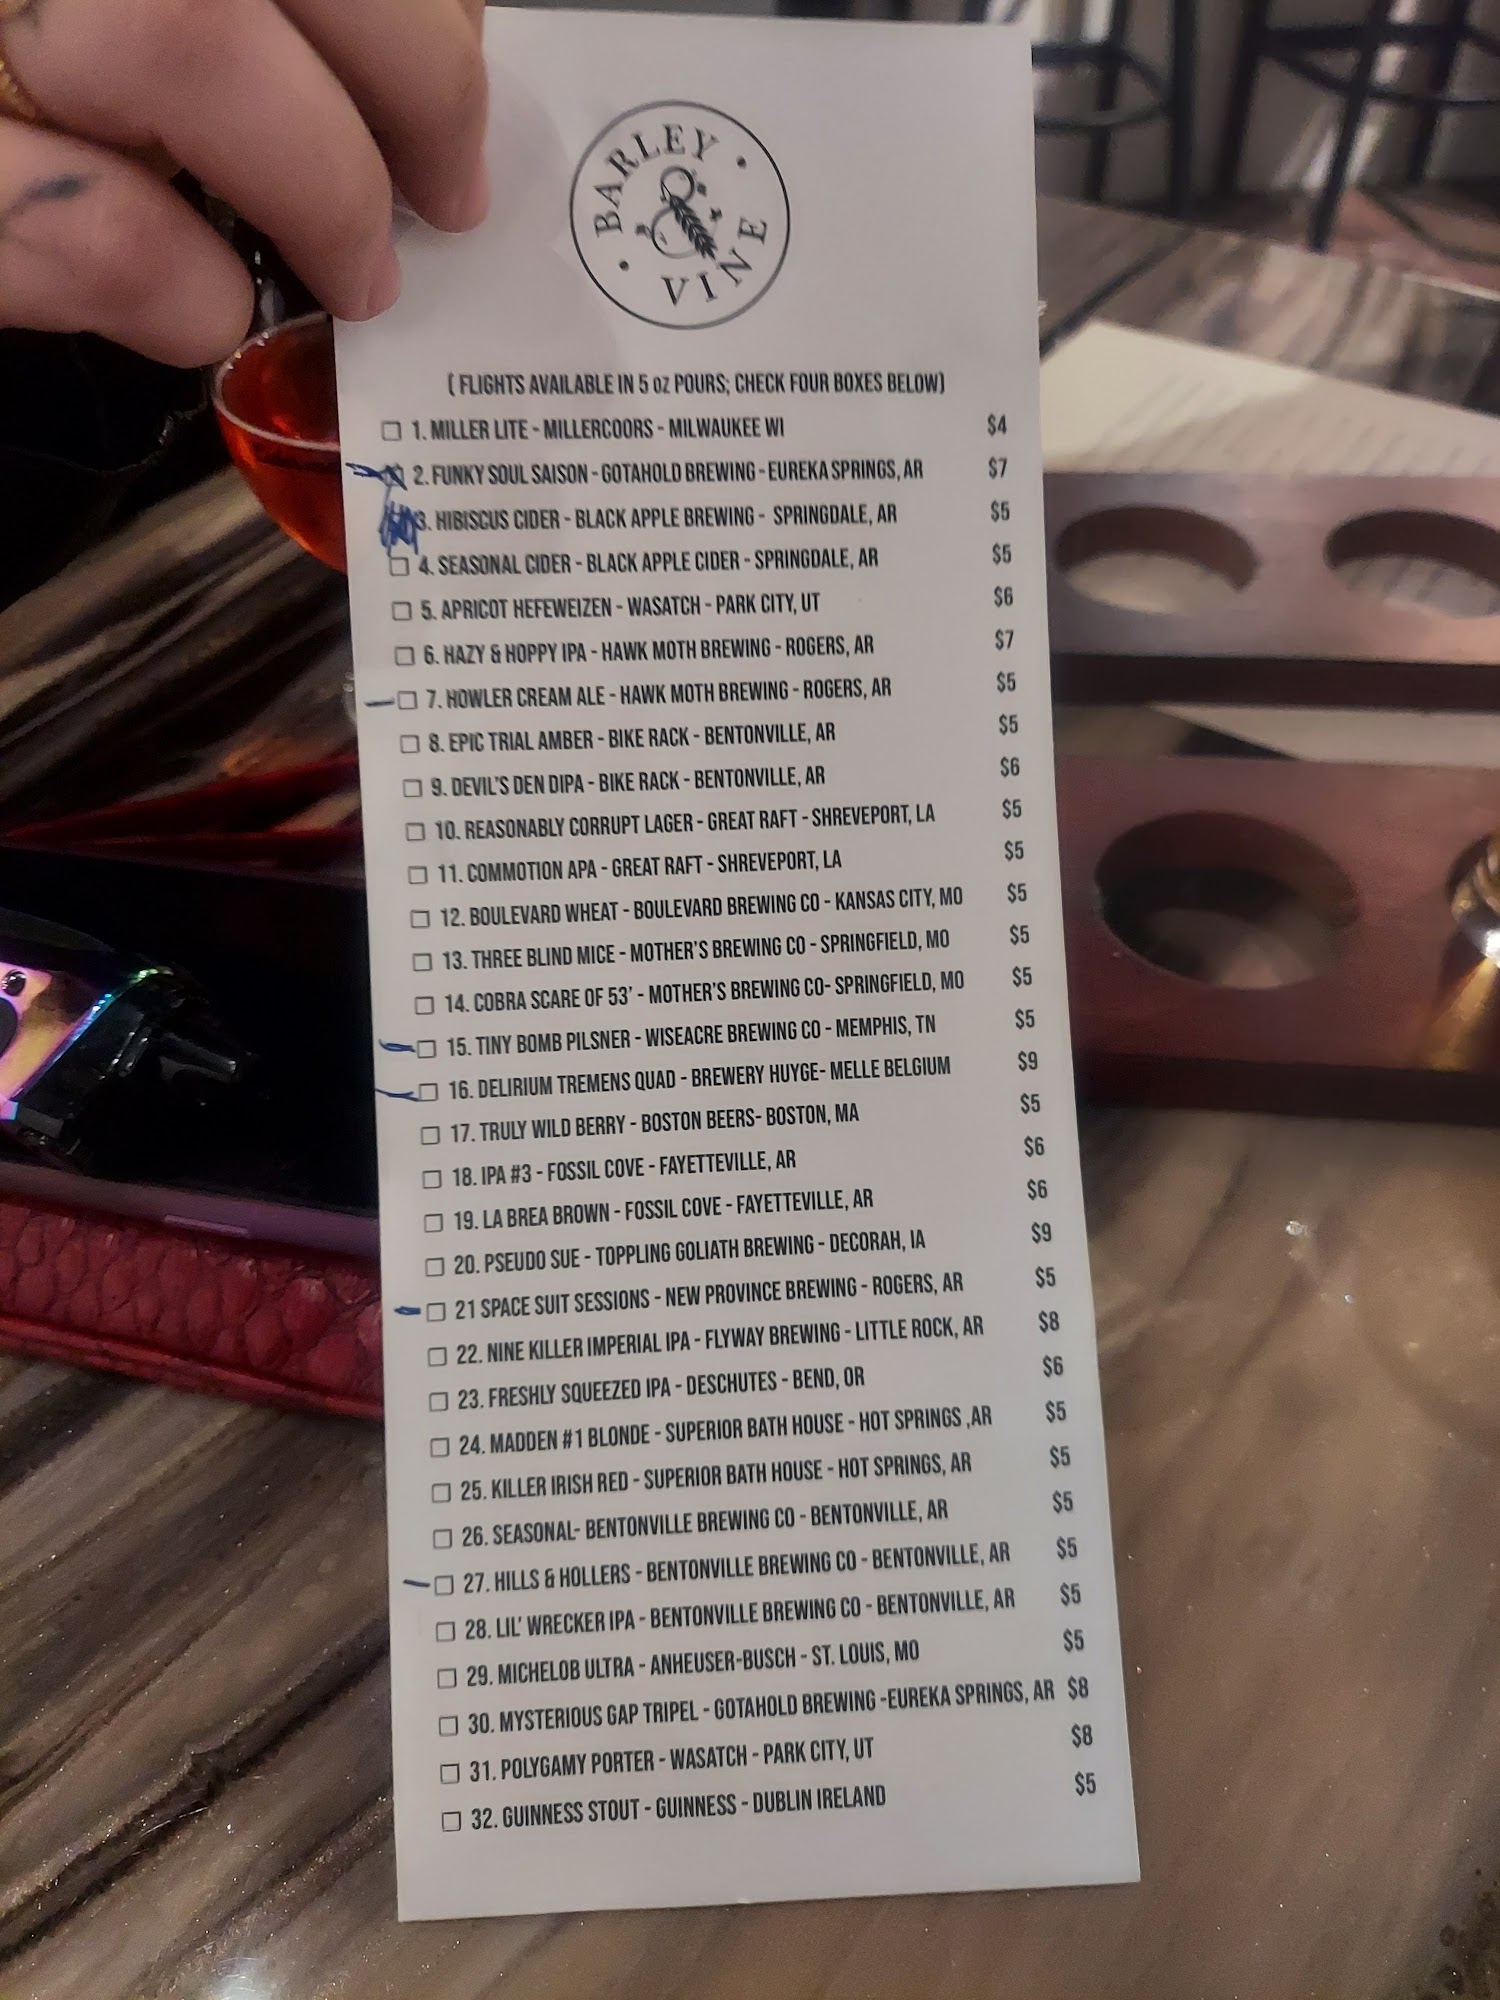 BARLEY & VINE
( FLIGHTS AVAILABLE IN 5 OZ POURS; CHECK FOUR BOXES BELOW)
1. MILLER LITE - MILLERCOORS - MILWAUKEE WI $4
2. FUNKY SOUL SAISON - GOTAHOLD BREWING - EUREKA SPRINGS, AR $7
3. HIBISCUS CIDER - BLACK APPLE BREWING - SPRINGDALE, AR $5
4. SEASONAL CIDER - BLACK APPLE CIDER - SPRINGDALE, AR $5
5. APRICOT HEFEWEIZEN - WASATCH - PARK CITY, UT $6
6. HAZY & HOPPY IPA - HAWK MOTH BREWING - ROGERS, AR $7
7. HOWLER CREAM ALE - HAWK MOTH BREWING - ROGERS, AR $5
8. EPIC TRIAL AMBER - BIKE RACK - BENTONVILLE, AR $5
9. DEVIL'S DEN DIPA - BIKE RACK - BENTONVILLE, AR $6
10. REASONABLY CORRUPT LAGER - GREAT RAFT - SHREVEPORT, LA $5
11. COMMOTION APA - GREAT RAFT - SHREVEPORT, LA $5
12. BOULEVARD WHEAT - BOULEVARD BREWING CO - KANSAS CITY, MO $5
13. THREE BLIND MICE - MOTHER'S BREWING CO - SPRINGFIELD, MO $5
14. COBRA SCARE OF 53' - MOTHER'S BREWING CO- SPRINGFIELD, MO $5
15. TINY BOMB PILSNER - WISEACRE BREWING CO - MEMPHIS, TN $5
16. DELIRIUM TREMENS QUAD - BREWERY HUYGE- MELLE BELGIUM $9
17. TRULY WILD BERRY - BOSTON BEERS- BOSTON, MA $5
18. IPA #3 - FOSSIL COVE - FAYETTEVILLE, AR $6
19. LA BREA BROWN - FOSSIL COVE - FAYETTEVILLE, AR $6
20. PSEUDO SUE - TOPPLING GOLIATH BREWING - DECORAH, IA $9
21 SPACE SUIT SESSIONS - NEW PROVINCE BREWING - ROGERS, AR $5
22. NINE KILLER IMPERIAL IPA - FLYWAY BREWING - LITTLE ROCK, AR $8
23. FRESHLY SQUEEZED IPA - DESCHUTES - BEND, OR $6
24. MADDEN #1 BLONDE - SUPERIOR BATH HOUSE - HOT SPRINGS ,AR $5
25. KILLER IRISH RED - SUPERIOR BATH HOUSE - HOT SPRINGS, AR $5
26. SEASONAL- BENTONVILLE BREWING CO - BENTONVILLE, AR $5
27. HILLS & HOLLERS - BENTONVILLE BREWING CO - BENTONVILLE, AR $5
28. LIL' WRECKER IPA - BENTONVILLE BREWING CO - BENTONVILLE, AR $5
29. MICHELOB ULTRA - ANHEUSER-BUSCH - ST. LOUIS, MO $5
30. MYSTERIOUS GAP TRIPEL - GOTAHOLD BREWING -EUREKA SPRINGS, AR $8
31. POLYGAMY PORTER - WASATCH - PARK CITY, UT $8
32. GUINNESS STOUT - GUINNESS - DUBLIN IRELAND $5